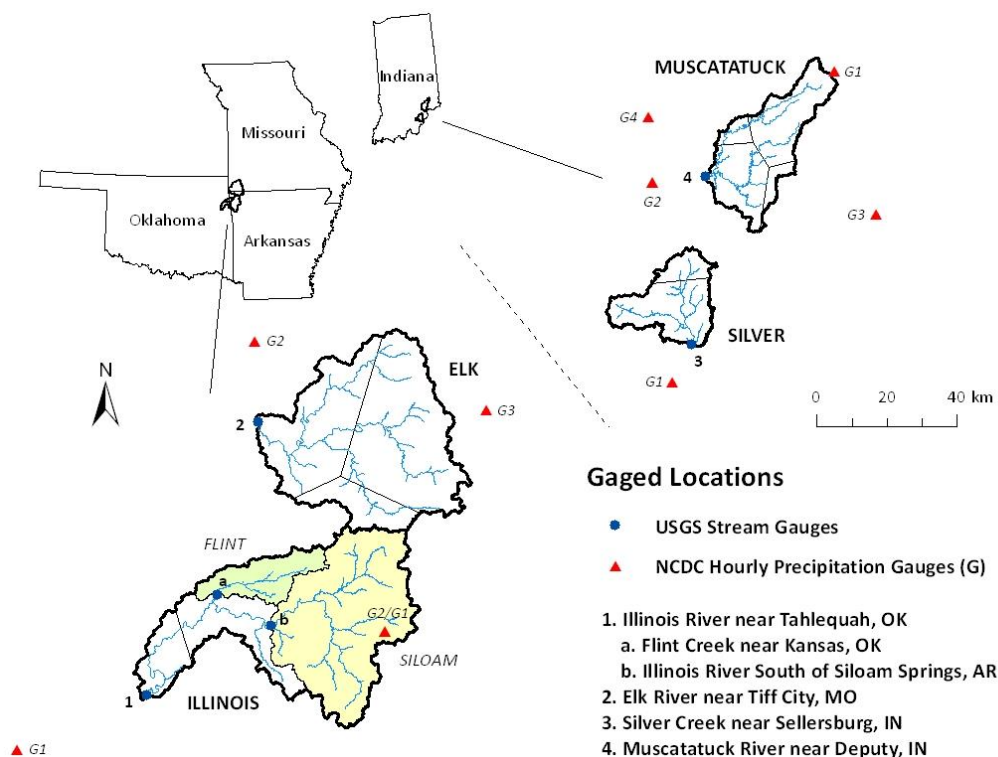 Indiana
Missouri
Oklahoma
Arkansas
MUSCATATUCK
G1
G4
4
G2
G3
SILVER
3
G1
0 20 40 km
N
G2
ELK
G3
2
FLINT
a
b
G2/G1
SILOAM
1
ILLINOIS
G1
Gaged Locations
USGS Stream Gauges
NCDC Hourly Precipitation Gauges (G)
1. Illinois River near Tahlequah, OK
a. Flint Creek near Kansas, OK
b. Illinois River South of Siloam Springs, AR
2. Elk River near Tiff City, MO
3. Silver Creek near Sellersburg, IN
4. Muscatatuck River near Deputy, IN